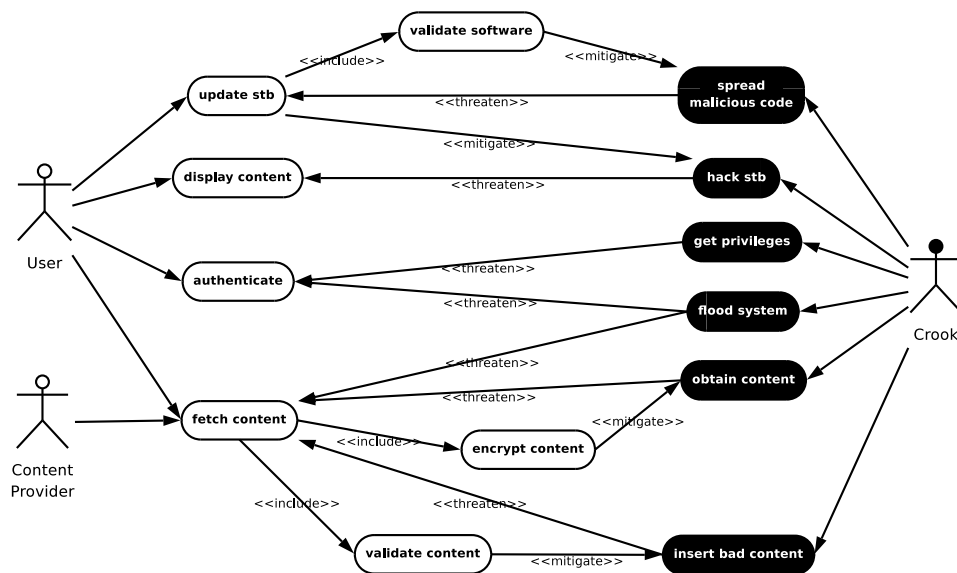 validate software
<<include>>
<<mitigate>>
update stb
spread
malicious code
<<threaten>>
<<mitigate>>
display content
hack stb
<<threaten>>
User
get privileges
authenticate
<<threaten>>
<<threaten>>
flood system
Crook
<<threaten>>
obtain content
<<threaten>>
fetch content
<<include>>
<<mitigate>>
encrypt content
Content
Provider
<<include>>
<<threaten>>
validate content
<<mitigate>>
insert bad content